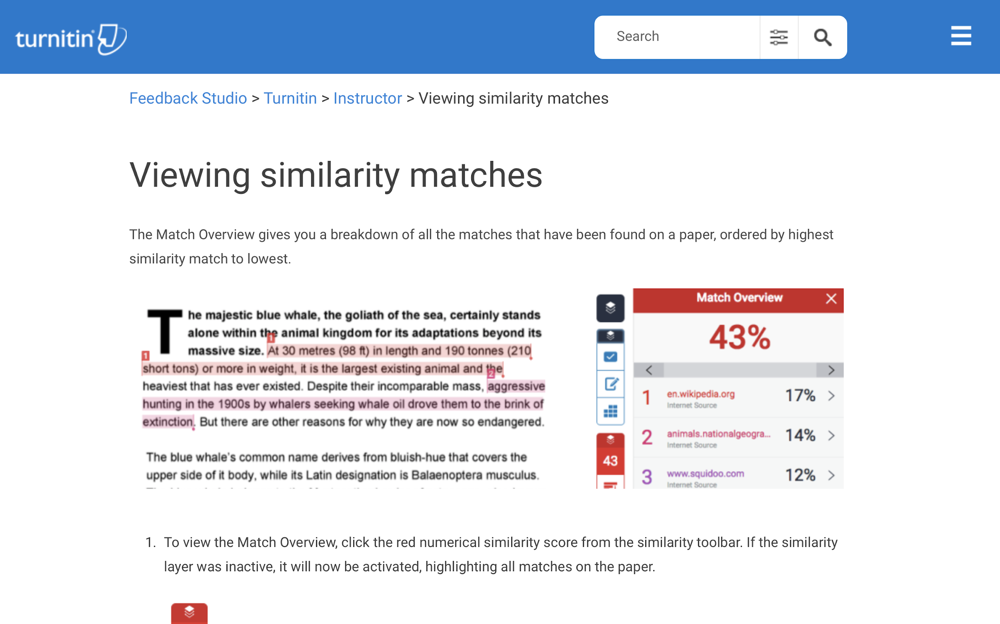 turnitin
Search
Feedback Studio > Turnitin > Instructor > Viewing similarity matches
Viewing similarity matches
The Match Overview gives you a breakdown of all the matches that have been found on a paper, ordered by highest
similarity match to lowest.
The majestic blue whale, the goliath of the sea, certainly stands
alone within the animal kingdom for its adaptations beyond its
1
massive size. At 30 metres (98 ft) in length and 190 tonnes (210
1
short tons) or more in weight, it is the largest existing animal and the
2
heaviest that has ever existed. Despite their incomparable mass, aggressive
hunting in the 1900s by whalers seeking whale oil drove them to the brink of
extinction. But there are other reasons for why they are now so endangered.
The blue whale's common name derives from bluish-hue that covers the
upper side of it body, while its Latin designation is Balaenoptera musculus.
43
Match Overview
43%
1 en.wikipedia.org 17%
Internet Source
2 animals.nationalgeogra... 14%
Internet Source
3 www.squidoo.com 12%
Internet Source
1. To view the Match Overview, click the red numerical similarity score from the similarity toolbar. If the similarity
layer was inactive, it will now be activated, highlighting all matches on the paper.